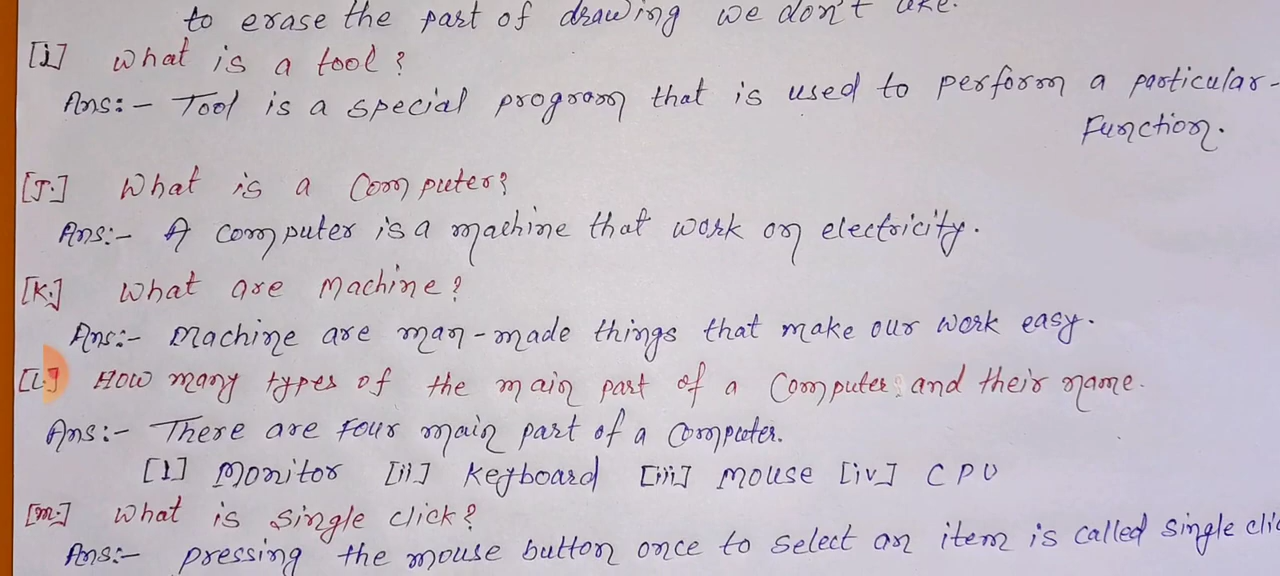 to erase the part of drawing we don't like.
[i] What is a tool?
Ans:- Tool is a special program that is used to perform a particular-
Function.
[J.] What is a Computer?
Ans:- A computer is a machine that work on electricity.
[K.] What are Machine?
Ans:- Machine are man-made things that make our work easy.
[L.] How many types of the main part of a Computer and their name.
Ans:- There are Four main part of a Computer.
[I] Monitor [ii] Keyboard [iii] Mouse [iv] CPU
[m.] What is Single click?
Ans:- pressing the mouse button once to select an item is called single